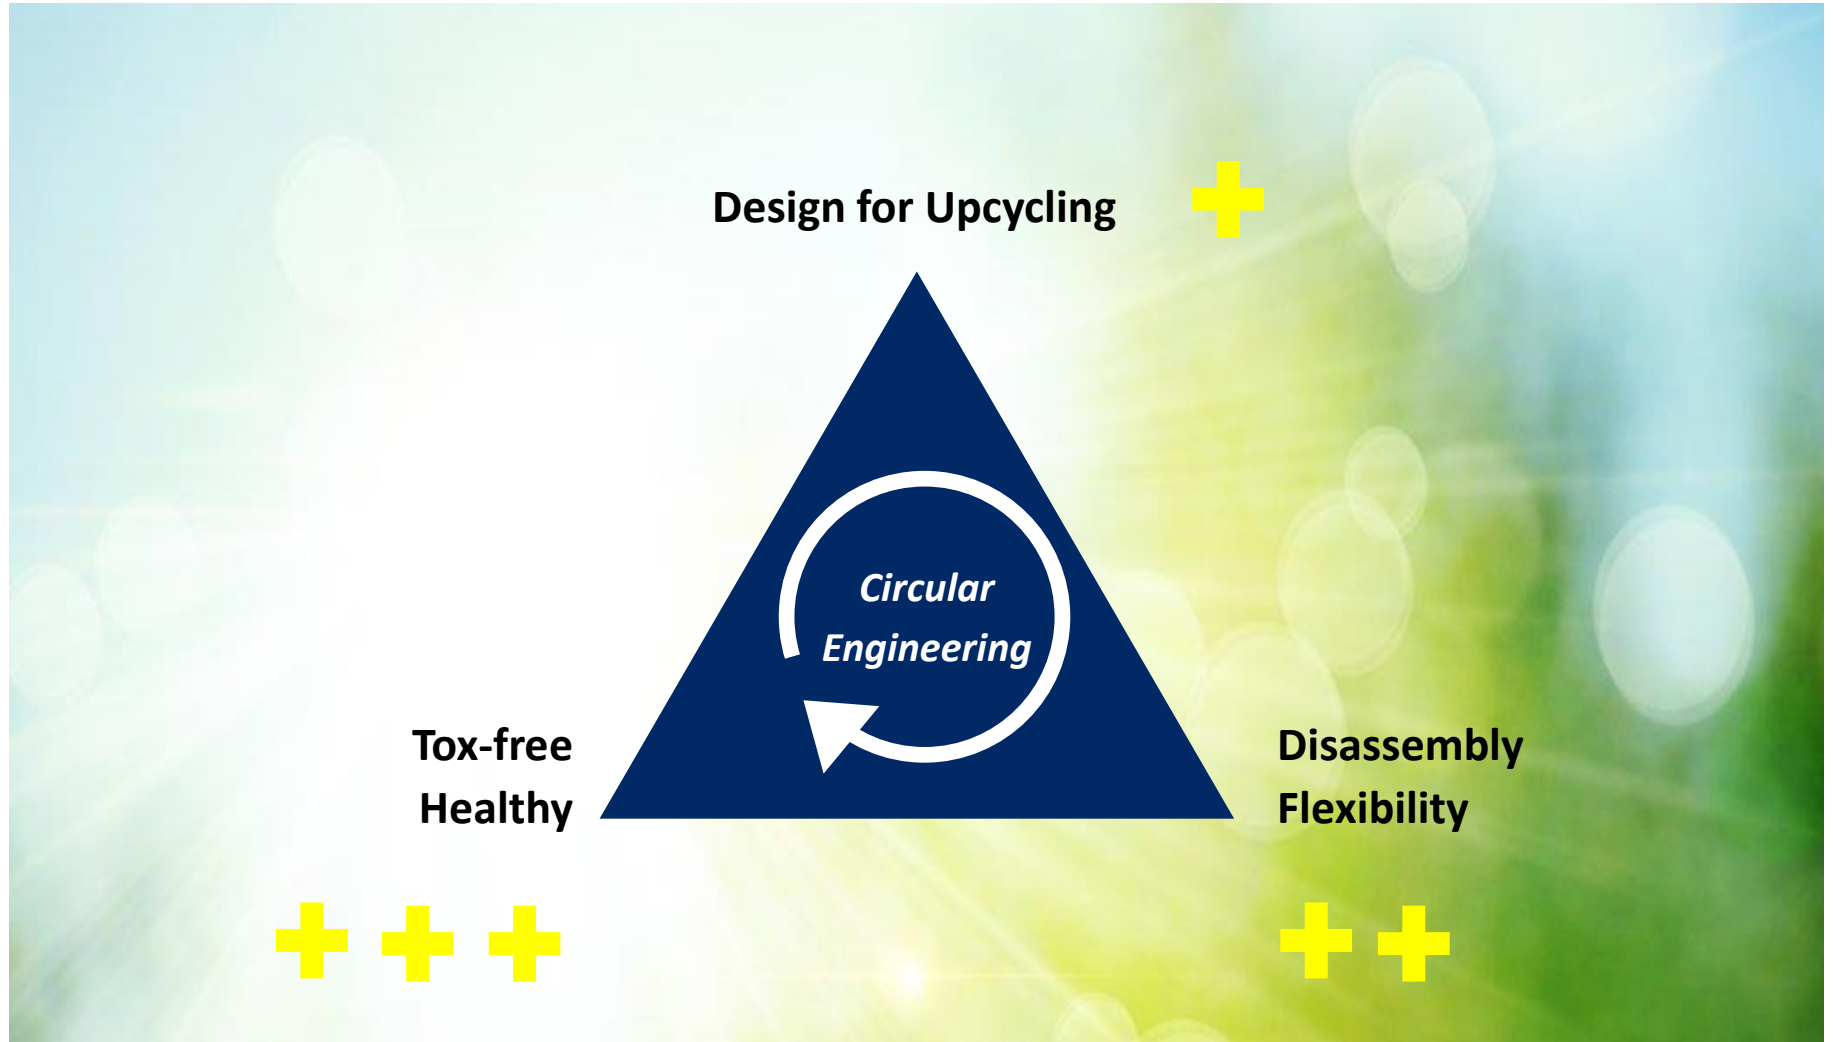 Design for Upcycling
Circular
Engineering
Tox-free
Healthy
Disassembly
Flexibility